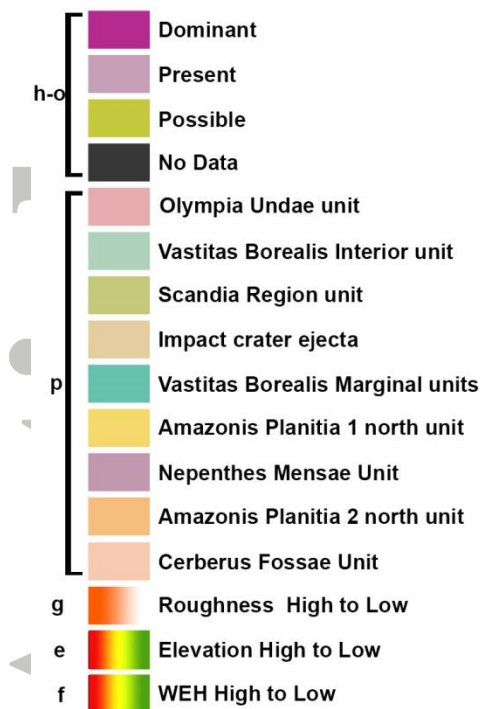 h-o
Dominant
Present
Possible
No Data
p
Olympia Undae unit
Vastitas Borealis Interior unit
Scandia Region unit
Impact crater ejecta
Vastitas Borealis Marginal units
Amazonis Planitia 1 north unit
Nepenthes Mensae Unit
Amazonis Planitia 2 north unit
Cerberus Fossae Unit
g Roughness High to Low
e Elevation High to Low
f WEH High to Low